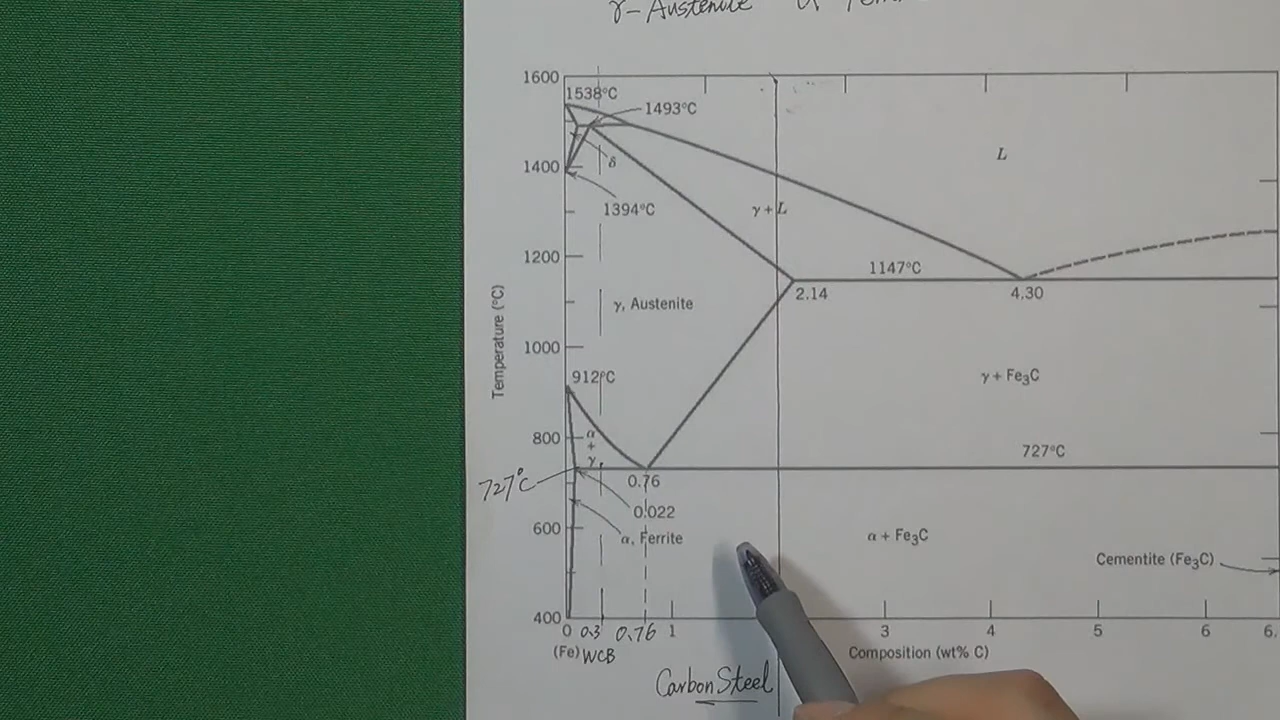 γ-Austenite α
1600
1538°C
1493°C
δ
L
1400
1394°C
γ + L
1200
1147°C
2.14
4.30
γ, Austenite
Temperature (°C)
1000
912°C
γ + Fe₃C
800
α
+
γ
727°C
727°C
0.76
0.022
600
α, Ferrite
α + Fe₃C
Cementite (Fe₃C)
400
0 0.3 0.76 1 3 4 5 6
(Fe) WCB
Composition (wt% C)
Carbon Steel